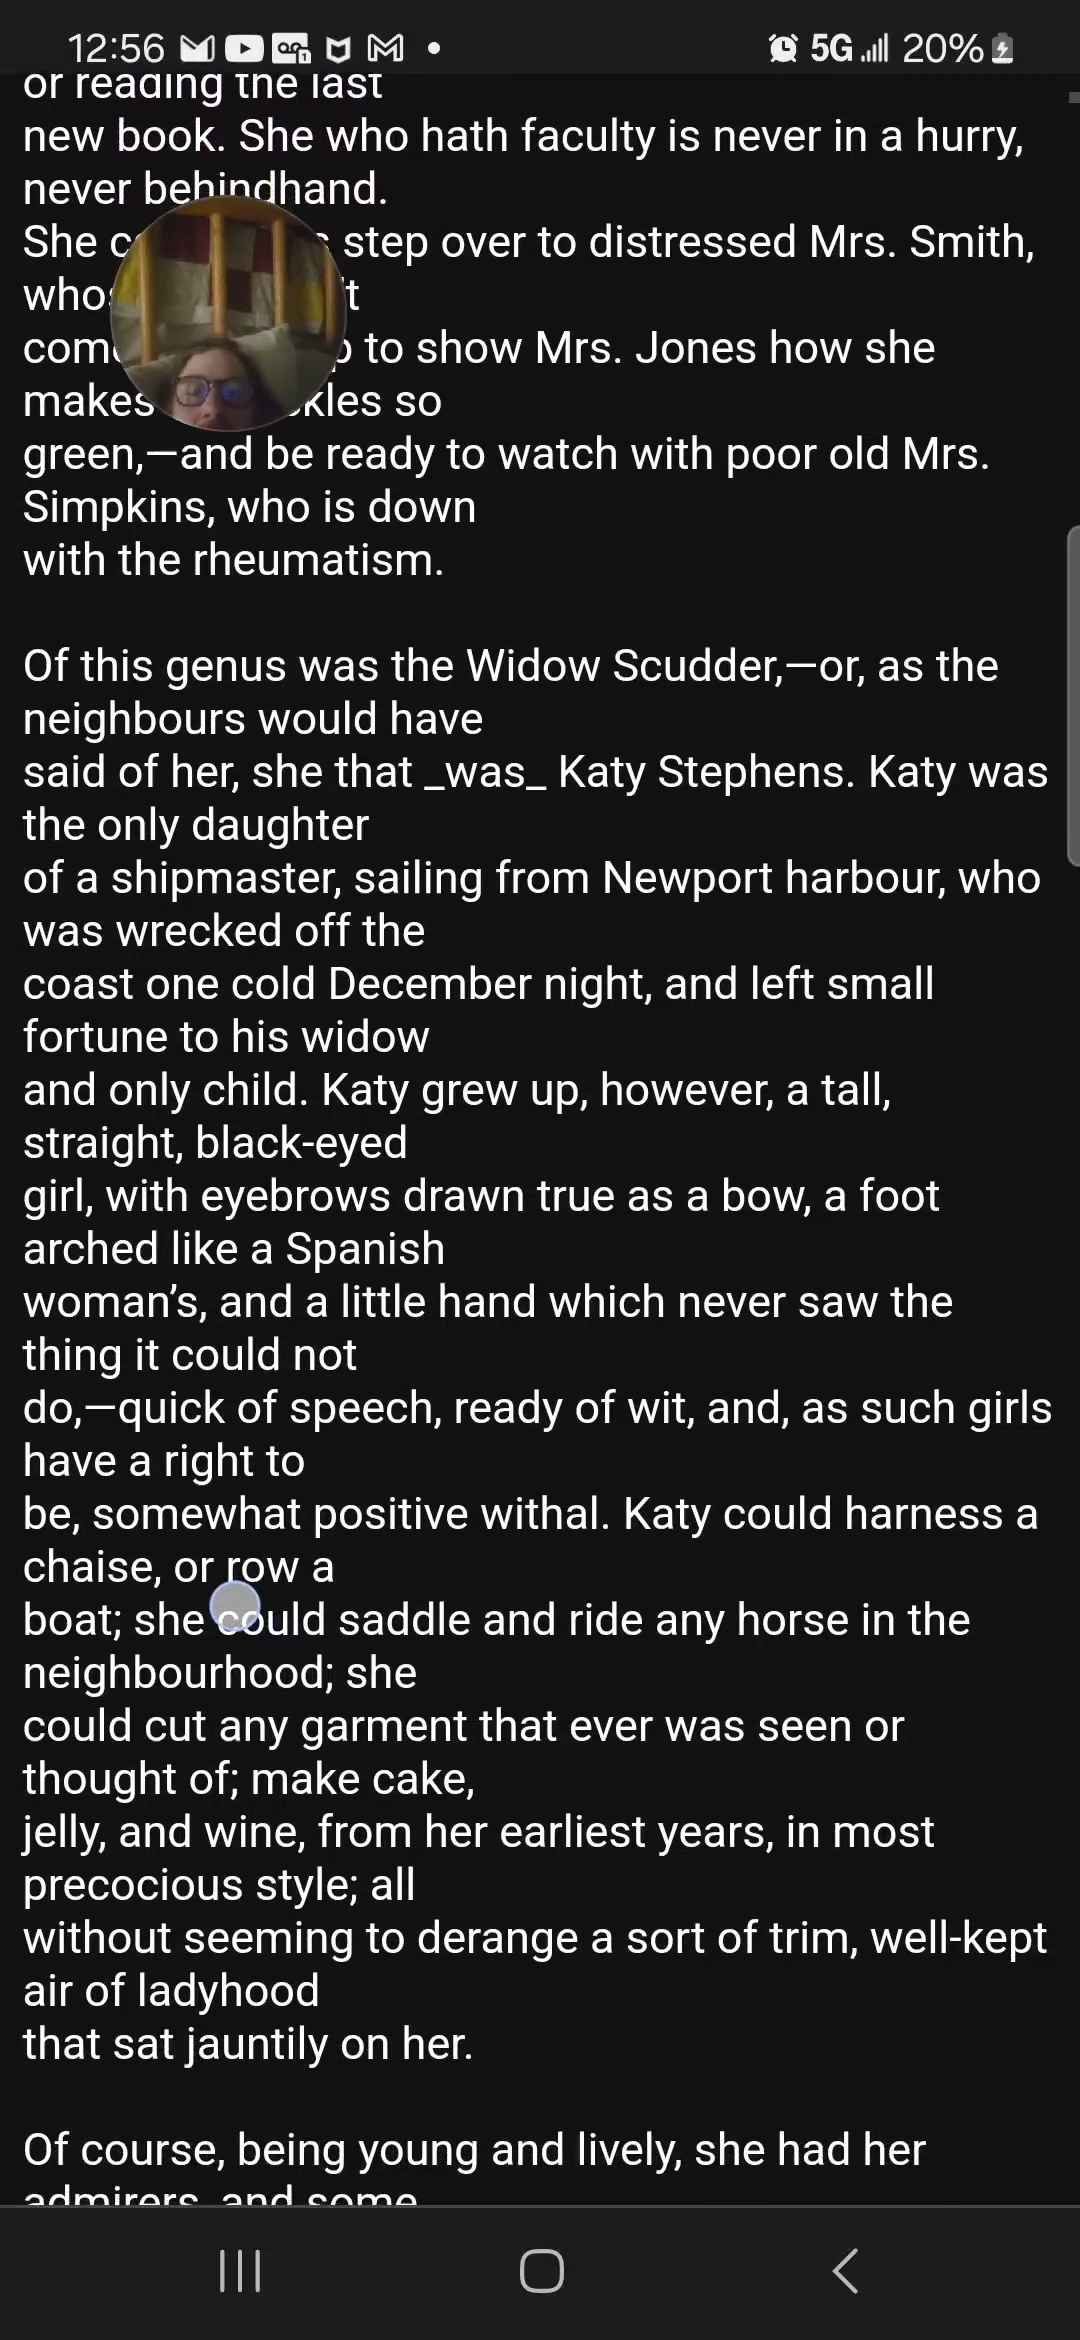 12:56
5G 20%
or reading the last
new book. She who hath faculty is never in a hurry,
never behindhand.
She step over to distressed Mrs. Smith,
to show Mrs. Jones how she
makes so
green,—and be ready to watch with poor old Mrs.
Simpkins, who is down
with the rheumatism.
Of this genus was the Widow Scudder,—or, as the
neighbours would have
said of her, she that _was_ Katy Stephens. Katy was
the only daughter
of a shipmaster, sailing from Newport harbour, who
was wrecked off the
coast one cold December night, and left small
fortune to his widow
and only child. Katy grew up, however, a tall,
straight, black-eyed
girl, with eyebrows drawn true as a bow, a foot
arched like a Spanish
woman’s, and a little hand which never saw the
thing it could not
do,—quick of speech, ready of wit, and, as such girls
have a right to
be, somewhat positive withal. Katy could harness a
chaise, or row a
boat; she could saddle and ride any horse in the
neighbourhood; she
could cut any garment that ever was seen or
thought of; make cake,
jelly, and wine, from her earliest years, in most
precocious style; all
without seeming to derange a sort of trim, well-kept
air of ladyhood
that sat jauntily on her.
Of course, being young and lively, she had her
admirers, and some